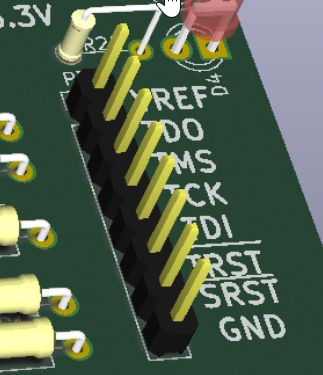 3.3V
R2
D4
VREF
TDO
TMS
TCK
TDI
TRST
SRST
GND